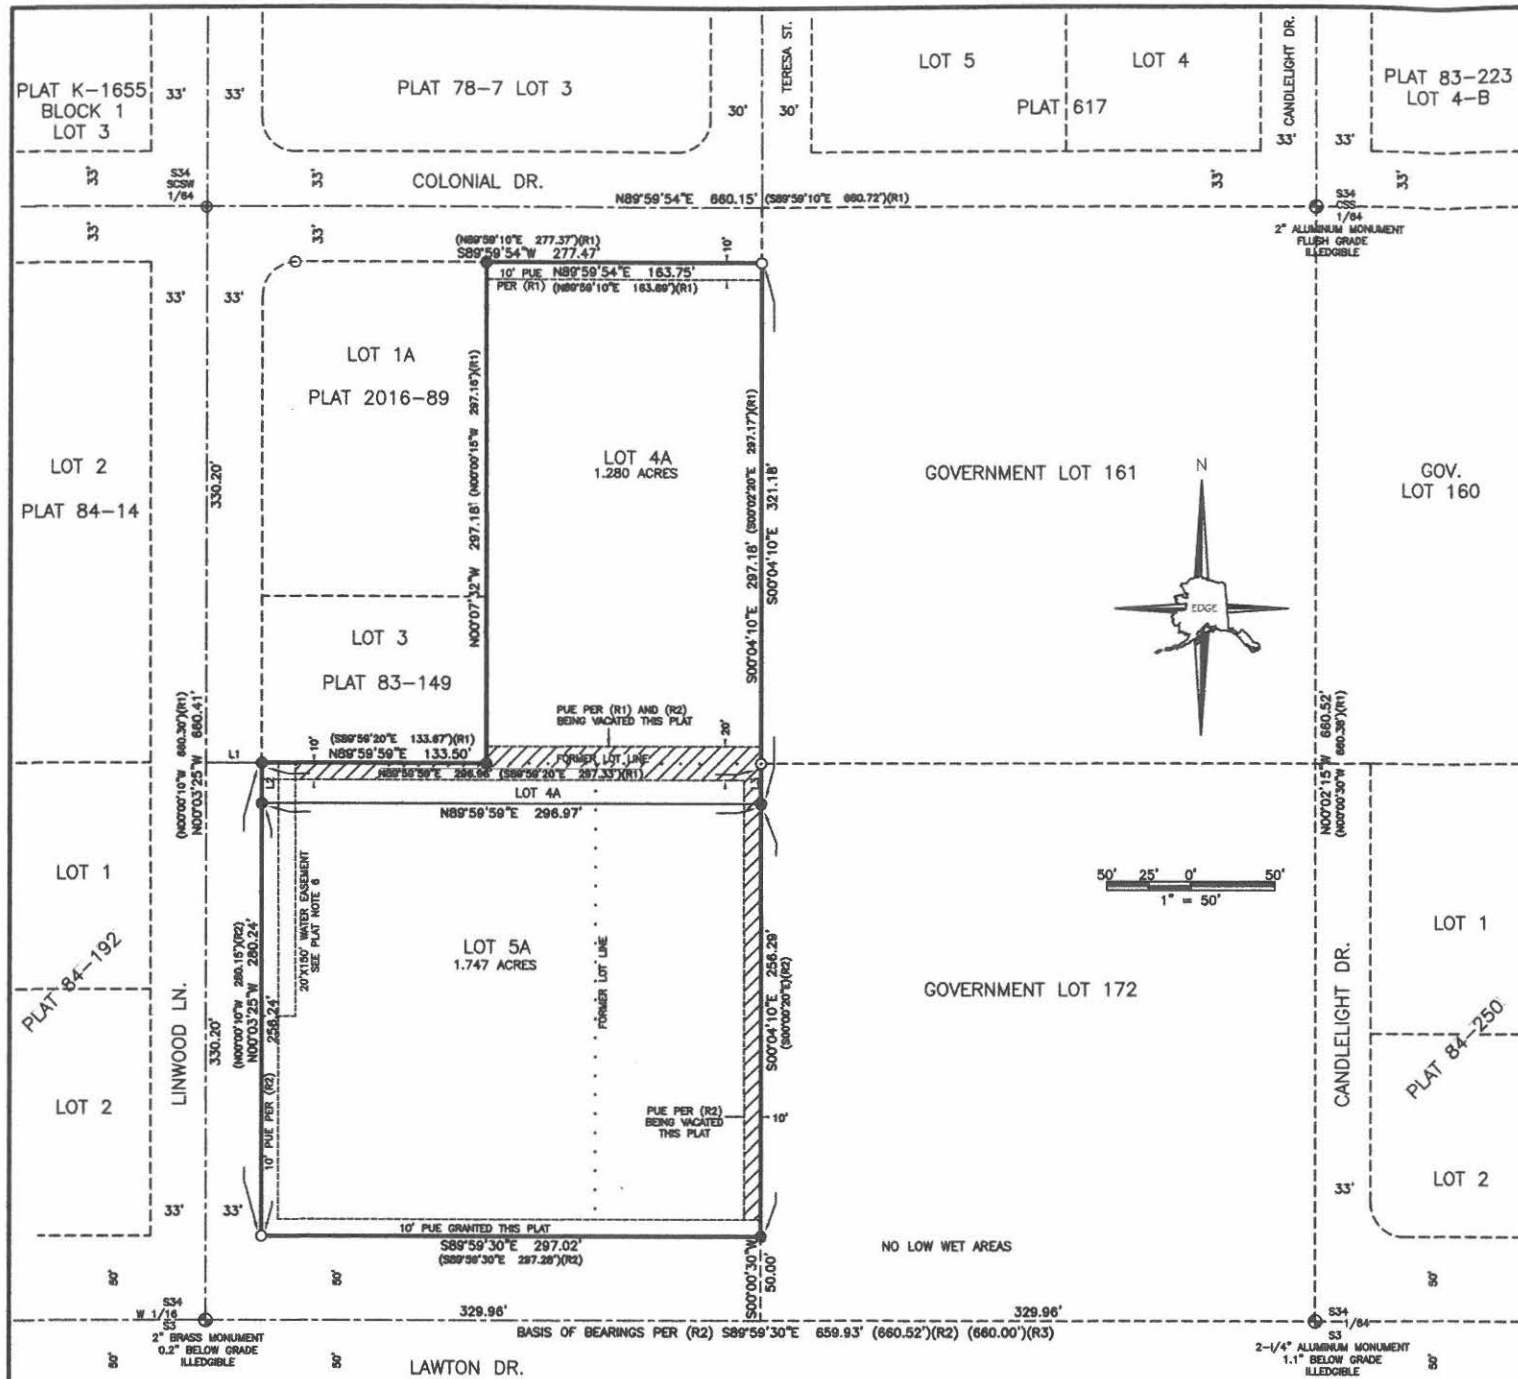 PLAT K-1655
BLOCK 1
LOT 3
33'
33'
PLAT 78-7 LOT 3
30'
TERESA ST.
30'
LOT 5
LOT 4
PLAT 617
CANDLELIGHT DR.
33'
33'
PLAT 83-223
LOT 4-B
33'
S34
SCSW
1/64
33'
COLONIAL DR.
N89°59'54"E 660.15' (S89°59'10"E 660.72')(R1)
33'
S34
CSS
1/64
33'
2" ALUMINUM MONUMENT
FLUSH GRADE
ILLEDGIBLE
33'
33'
(N89°59'10"E 277.37')(R1)
S89°59'54"W 277.47'
10'
10' PUE N89°59'54"E 163.75'
PER (R1) (N89°59'10"E 163.69')(R1)
33'
33'
LOT 1A
PLAT 2016-89
N00°07'32"W 297.18' (N00°00'15"W 297.16')(R1)
LOT 4A
1.280 ACRES
S00°04'10"E 297.18' (S00°02'20"E 297.17')(R1)
S00°04'10"E 321.18'
GOVERNMENT LOT 161
GOV.
LOT 160
LOT 2
PLAT 84-14
330.20'
N
EDGE
LOT 3
PLAT 83-149
(N00°00'10"W 660.30')(R1)
N00°03'25"W 660.41'
PUE PER (R1) AND (R2)
BEING VACATED THIS PLAT
20'
L1
(S89°59'20"E 133.67')(R1)
N89°59'59"E 133.50'
10'
FORMER LOT LINE
N89°59'59"E 296.96' (S89°59'20"E 297.33')(R1)
L2
LOT 4A
N89°59'59"E 296.97'
N00°02'15"W 660.52'
(N00°00'30"W 660.38')(R1)
50' 25' 0' 50'
1" = 50'
LOT 1
PLAT 84-192
LOT 2
LINWOOD LN.
330.20'
(N00°00'10"W 280.15')(R2)
N00°03'25"W 280.24'
256.24'
20'X150' WATER EASEMENT
SEE PLAT NOTE 6
LOT 5A
1.747 ACRES
FORMER LOT LINE
S00°04'10"E 256.29'
(S00°00'20"E)(R2)
GOVERNMENT LOT 172
CANDLELIGHT DR.
LOT 1
PLAT 84-250
LOT 2
10' PUE PER (R2)
PUE PER (R2)
BEING VACATED
THIS PLAT
10'
33'
33'
33'
10' PUE GRANTED THIS PLAT
S89°59'30"E 297.02'
(S89°59'30"E 297.28')(R2)
S00°00'30"W
50.00'
NO LOW WET AREAS
50'
50'
50'
S34
W 1/16
S3
2" BRASS MONUMENT
0.2" BELOW GRADE
ILLEDGIBLE
329.96'
329.96'
BASIS OF BEARINGS PER (R2) S89°59'30"E 659.93' (660.52')(R2) (660.00')(R3)
S34
1/64
S3
2-1/4" ALUMINUM MONUMENT
1.1" BELOW GRADE
ILLEDGIBLE
50'
50'
LAWTON DR.
50'